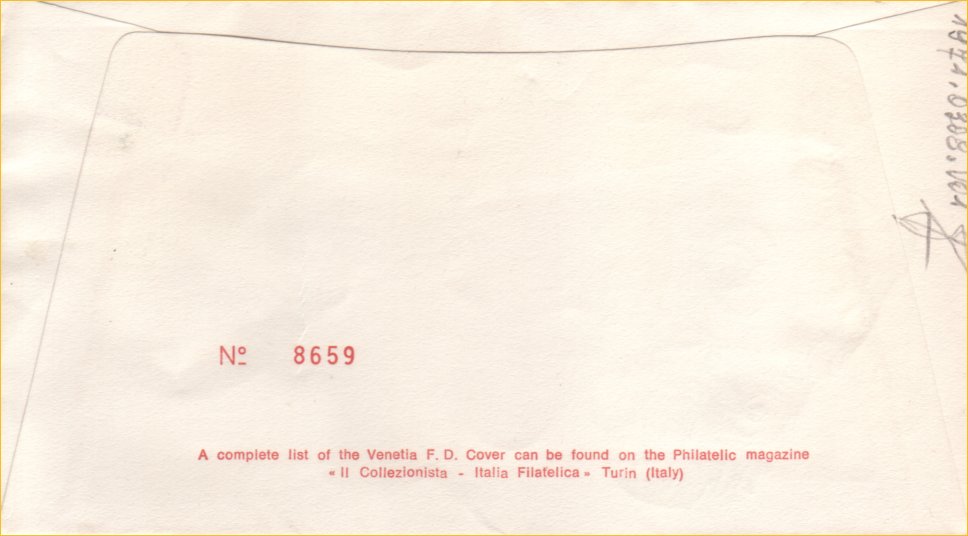 Nº 8659
A complete list of the Venetia F. D. Cover can be found on the Philatelic magazine
« Il Collezionista - Italia Filatelica » Turin (Italy)